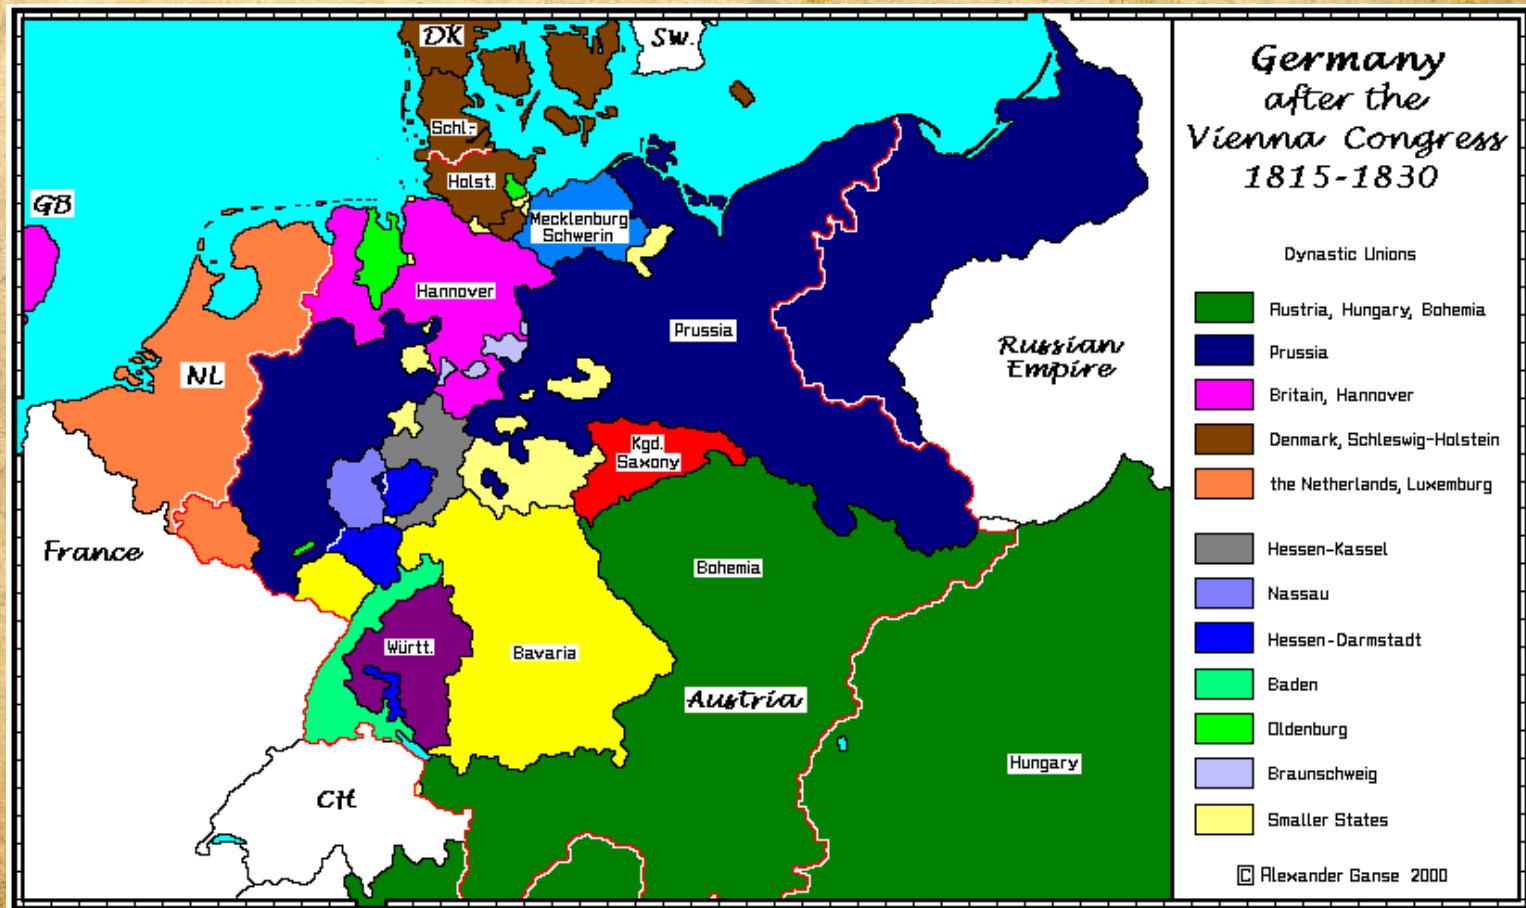 DK
SW.
Schl.-
Holst.
GB
Mecklenburg
Schwerin
Hannover
Prussia
NL
Russian
Empire
Kgd.
Saxony
France
Bohemia
Württ.
Bavaria
Austria
Hungary
CH
Germany
after the
Vienna Congress
1815-1830
Dynastic Unions
Austria, Hungary, Bohemia
Prussia
Britain, Hannover
Denmark, Schleswig-Holstein
the Netherlands, Luxemburg
Hessen-Kassel
Nassau
Hessen-Darmstadt
Baden
Oldenburg
Braunschweig
Smaller States
C Alexander Ganse 2000